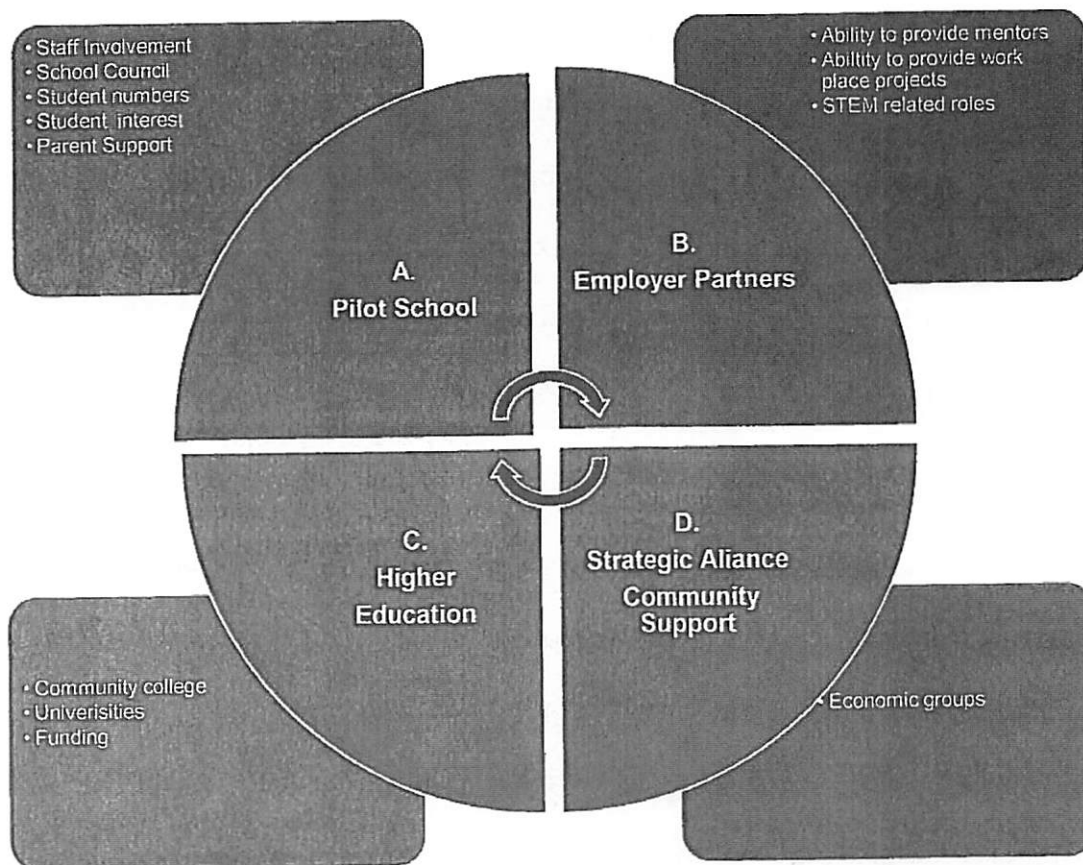 • Staff Involvement
• School Council
• Student numbers
• Student interest
• Parent Support
• Ability to provide mentors
• Abiltity to provide work
place projects
• STEM related roles
A.
Pilot School
B.
Employer Partners
C.
Higher
Education
D.
Strategic Aliance
Community
Support
• Community college
• Univerisities
• Funding
• Economic groups